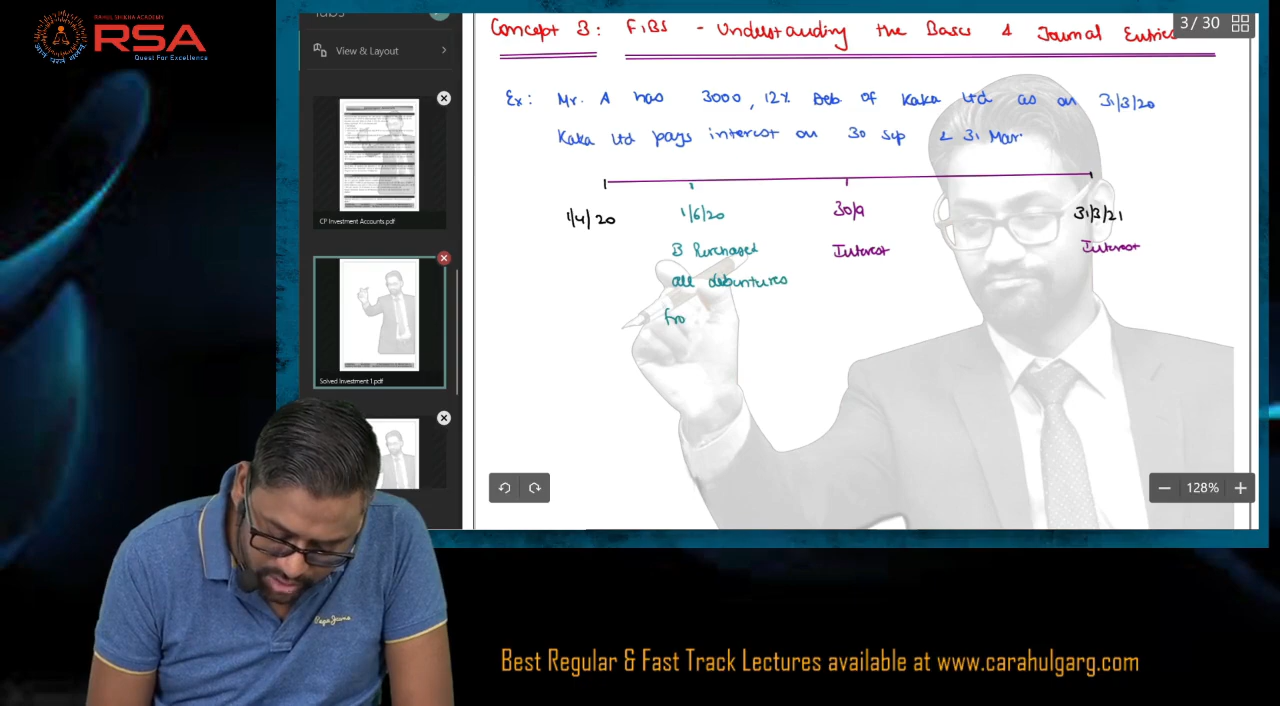 RAHUL SHIKHA ACADEMY
RSA
Quest For Excellence
Tabs
View & Layout
CP Investment Accounts.pdf
Solved Investment 1.pdf
3 / 30
Concept 3: FIBS - Understanding the Basics & Journal Entries
Ex: Mr. A has 3000, 12% Deb of Kaka Ltd as on 31/3/20
Kaka Ltd pays interest on 30 Sep & 31 Mar
1/4/20
1/6/20
30/9
31/3/21
B Purchased
all debentures
fro
Interest
Interest
128%
Pepe Jeans
Best Regular & Fast Track Lectures available at www.carahulgarg.com